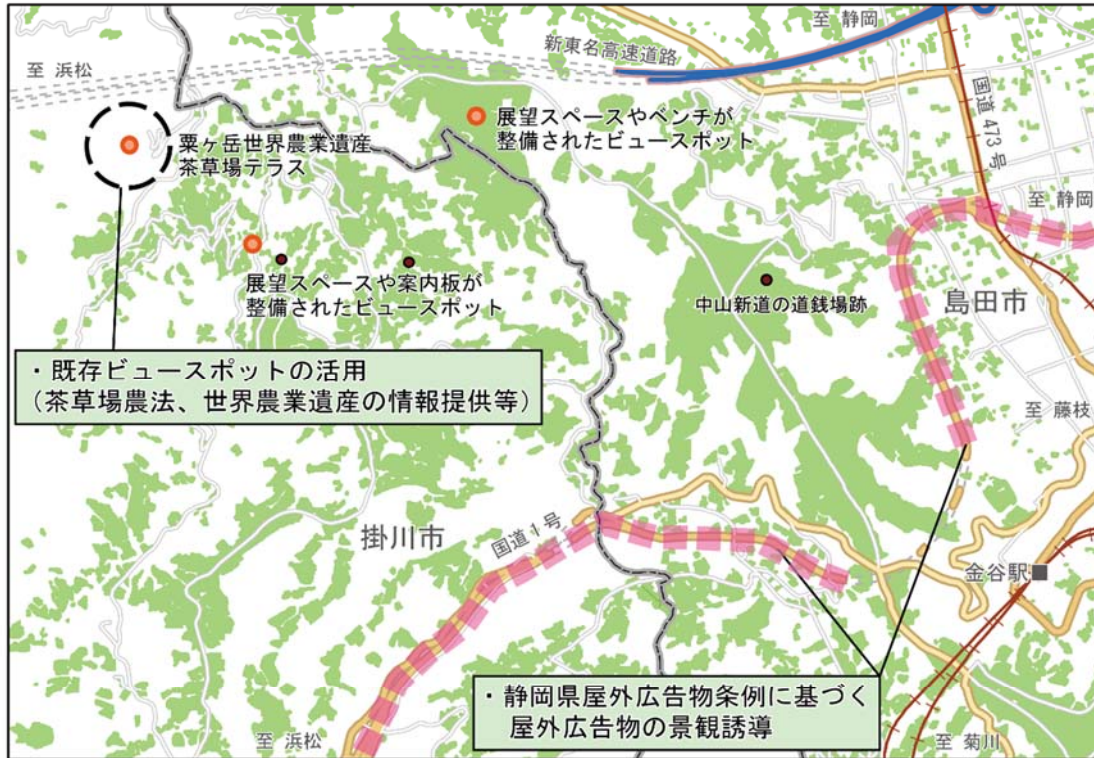 至 静岡
新東名高速道路
至 浜松
国道473号
展望スペースやベンチが
整備されたビュースポット
粟ヶ岳世界農業遺産
茶草場テラス
至 静岡
展望スペースや案内板が
整備されたビュースポット
中山新道の道銭場跡
島田市
・既存ビュースポットの活用
（茶草場農法、世界農業遺産の情報提供等）
至 藤枝
国道1号
掛川市
金谷駅
・静岡県屋外広告物条例に基づく
屋外広告物の景観誘導
至 浜松
至 菊川